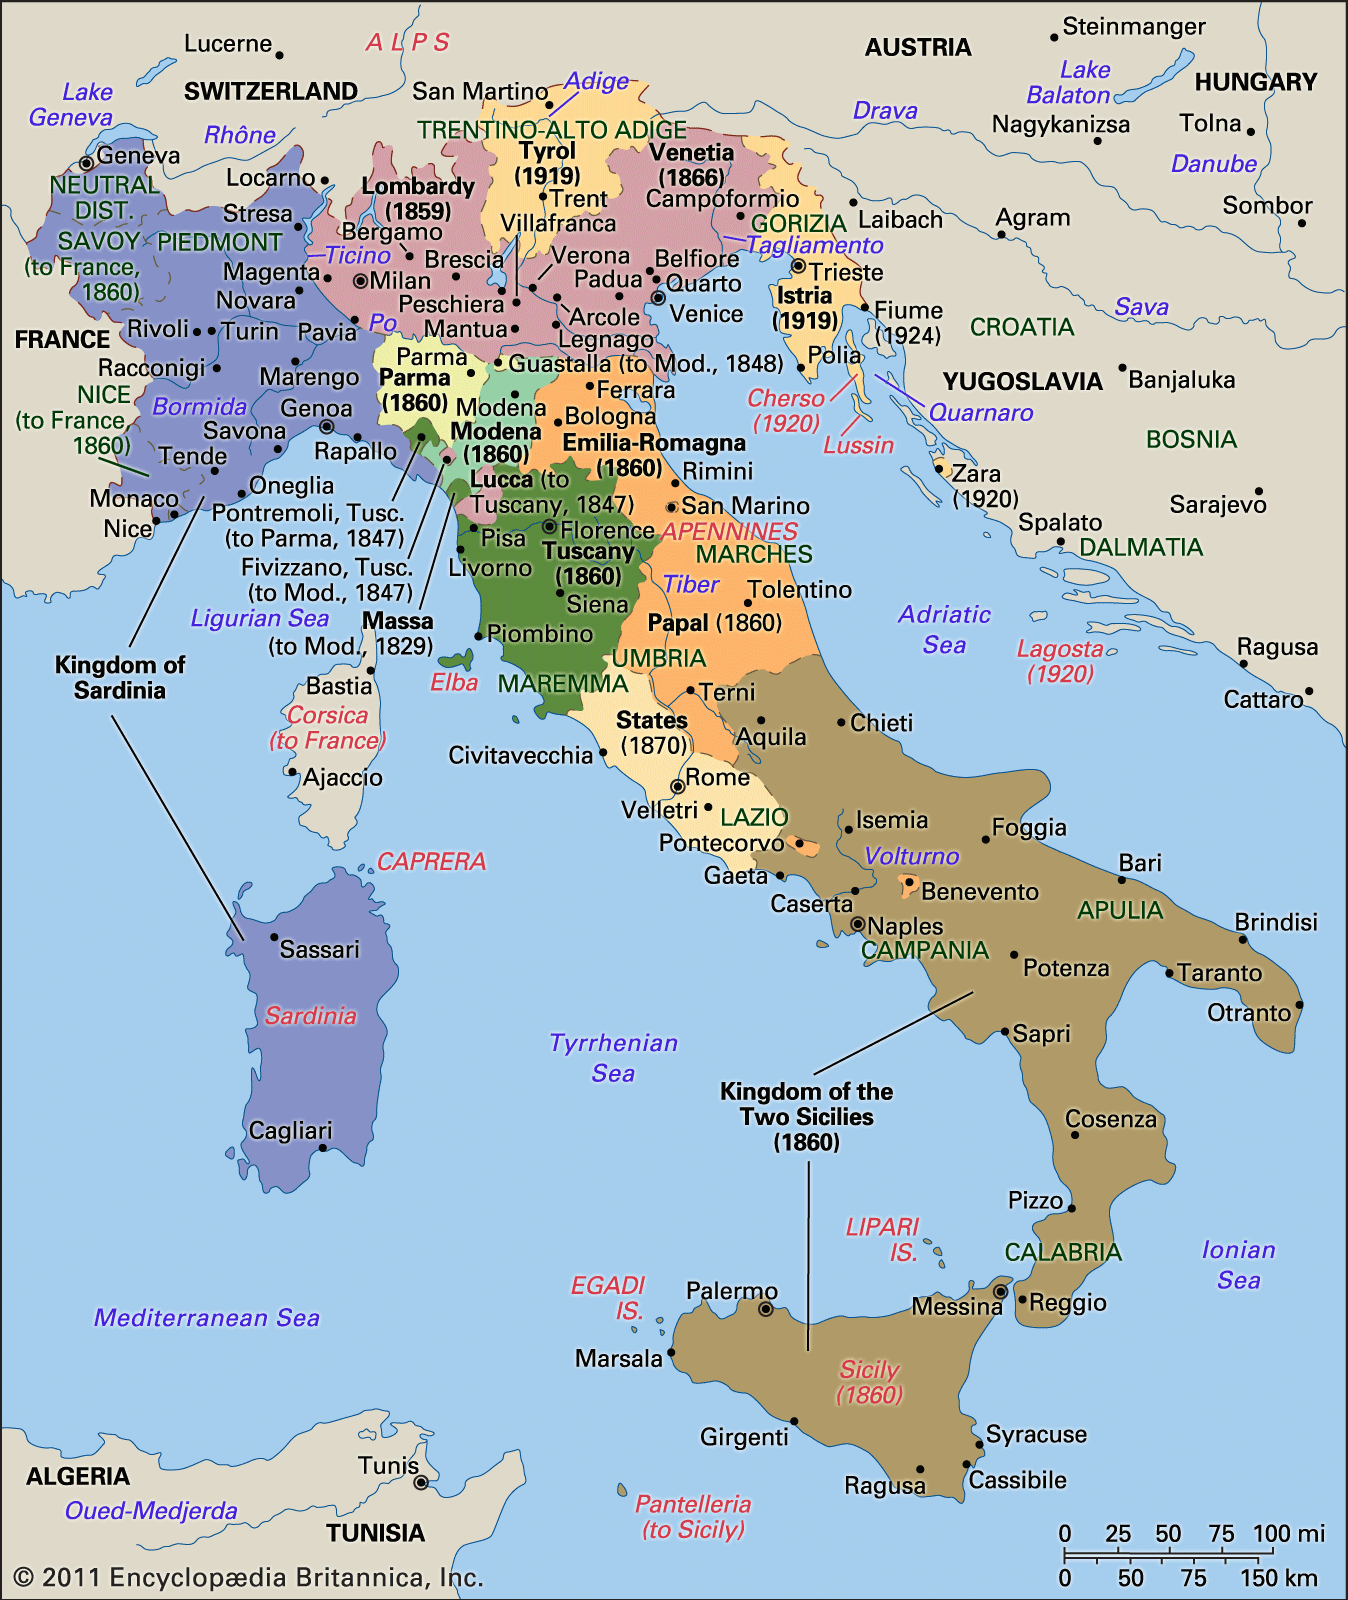 Lucerne
ALPS
SWITZERLAND
AUSTRIA
Steinmanger
Lake
Balaton
HUNGARY
Lake
Geneva
Rhône
San Martino
Adige
Drava
Nagykanizsa
Tolna
Danube
Sombor
Geneva
NEUTRAL
DIST.
Locarno
TRENTINO-ALTO ADIGE
Tyrol
(1919)
Trent
Villafranca
Venetia
(1866)
Campoformio
GORIZIA
Tagliamento
Laibach
Agram
Sava
Lombardy
(1859)
Bergamo
Stresa
SAVOY
(to France,
1860)
PIEDMONT
Ticino
Magenta
Milan
Novara
Brescia
Peschiera
Mantua
Verona
Padua
Arcole
Legnago
Belfiore
Quarto
Venice
Trieste
Istria
(1919)
Fiume
(1924)
Polia
CROATIA
YUGOSLAVIA
Banjaluka
BOSNIA
Sarajevo
FRANCE
Rivoli
Turin
Pavia
Po
Racconigi
Marengo
NICE
(to France,
1860)
Bormida
Genoa
Savona
Rapallo
Tende
Oneglia
Monaco
Nice
Parma
Parma
(1860)
Guastalla (to Mod., 1848)
Modena
Modena
(1860)
Ferrara
Bologna
Emilia-Romagna
(1860)
Rimini
Cherso
(1920)
Lussin
Quarnaro
Zara
(1920)
Spalato
DALMATIA
Lucca (to
Tuscany, 1847)
San Marino
APENNINES
MARCHES
Pontremoli, Tusc.
(to Parma, 1847)
Fivizzano, Tusc.
(to Mod., 1847)
Massa
(to Mod., 1829)
Pisa
Livorno
Florence
Tuscany
(1860)
Siena
Piombino
Tiber
Tolentino
Papal (1860)
UMBRIA
Ligurian Sea
Adriatic
Sea
Lagosta
(1920)
Ragusa
Cattaro
Kingdom of
Sardinia
Bastia
Corsica
(to France)
Ajaccio
Elba
MAREMMA
States
(1870)
Terni
Aquila
Chieti
Civitavecchia
Rome
Velletri
LAZIO
Pontecorvo
Gaeta
Isemia
Volturno
Foggia
Benevento
Caserta
Naples
CAMPANIA
Bari
APULIA
Brindisi
Potenza
Taranto
Otranto
CAPRERA
Sassari
Sardinia
Cagliari
Tyrrhenian
Sea
Sapri
Kingdom of the
Two Sicilies
(1860)
Cosenza
Pizzo
CALABRIA
Ionian
Sea
LIPARI
IS.
EGADI
IS.
Palermo
Messina
Reggio
Mediterranean Sea
Marsala
Sicily
(1860)
Girgenti
Syracuse
Cassibile
Ragusa
Pantelleria
(to Sicily)
ALGERIA
Oued-Medjerda
Tunis
TUNISIA
0 25 50 75 100 mi
0 50 75 150 km
© 2011 Encyclopædia Britannica, Inc.